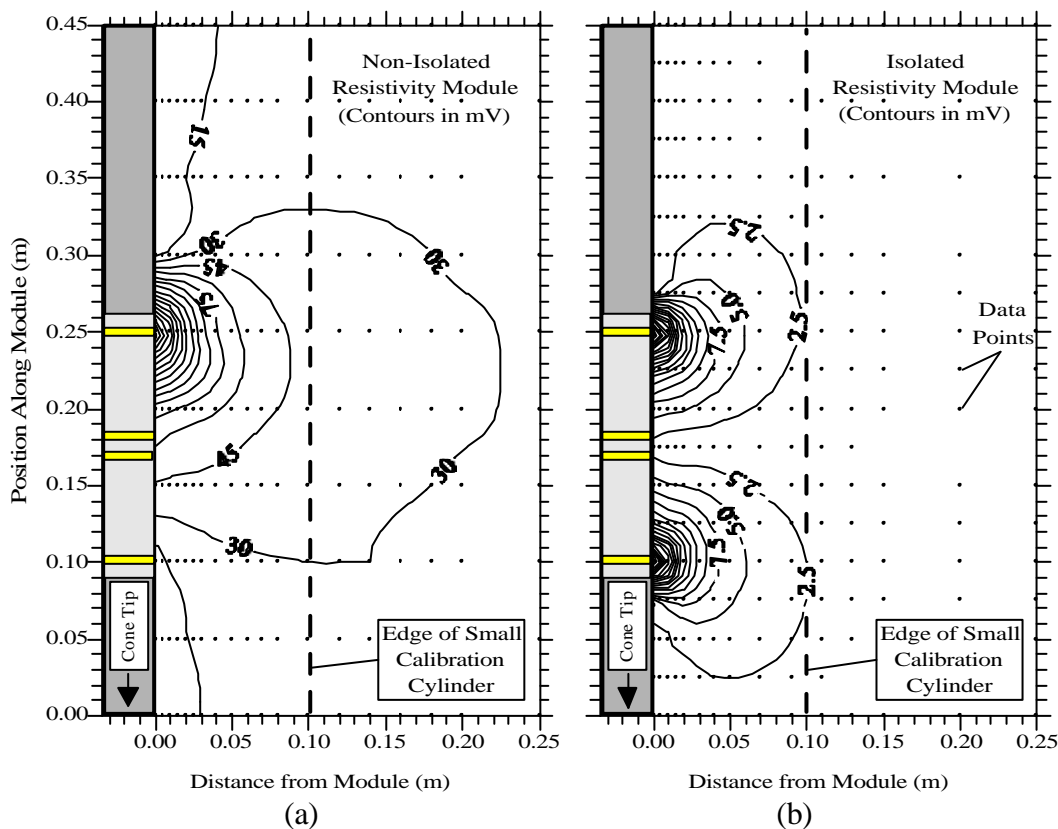 0.45
0.40
0.35
0.30
0.25
0.20
0.15
0.10
0.05
0.00
Position Along Module (m)
Non-Isolated
Resistivity Module
(Contours in mV)
15
30
45
75
30
45
30
30
Cone Tip
Edge of Small
Calibration
Cylinder
0.00
0.05
0.10
0.15
0.20
0.25
Distance from Module (m)
(a)
Isolated
Resistivity Module
(Contours in mV)
2.5
5.0
7.5
2.5
Data
Points
2.5
5.0
7.5
2.5
Cone Tip
Edge of Small
Calibration
Cylinder
0.00
0.05
0.10
0.15
0.20
0.25
Distance from Module (m)
(b)